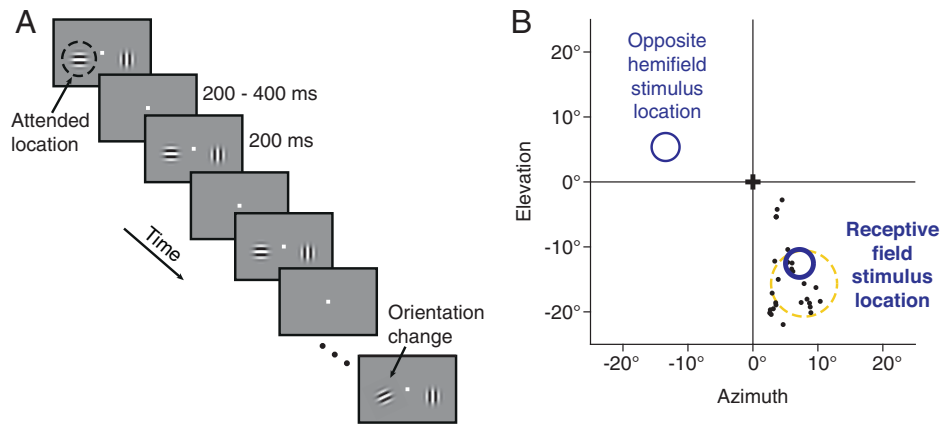 A
Attended
location
200 - 400 ms
200 ms
Time
Orientation
change
B
Opposite
hemifield
stimulus
location
Receptive
field
stimulus
location
Elevation
20°
10°
0°
-10°
-20°
-20°
-10°
0°
10°
20°
Azimuth